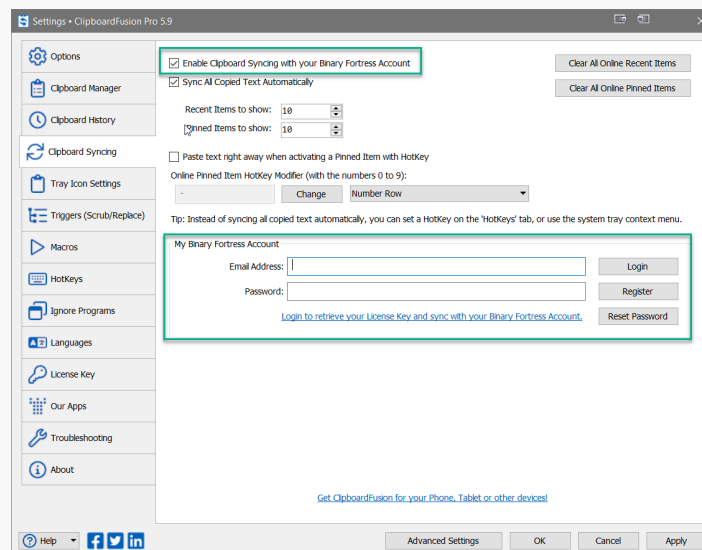 Settings • ClipboardFusion Pro 5.9
Options
Clipboard Manager
Clipboard History
Clipboard Syncing
Tray Icon Settings
Triggers (Scrub/Replace)
Macros
HotKeys
Ignore Programs
Languages
License Key
Our Apps
Troubleshooting
About
Enable Clipboard Syncing with your Binary Fortress Account
Clear All Online Recent Items
Sync All Copied Text Automatically
Clear All Online Pinned Items
Recent Items to show: 10
Pinned Items to show: 10
Paste text right away when activating a Pinned Item with HotKey
Online Pinned Item HotKey Modifier (with the numbers 0 to 9):
- Change Number Row
Tip: Instead of syncing all copied text automatically, you can set a HotKey on the 'HotKeys' tab, or use the system tray context menu.
My Binary Fortress Account
Email Address: Login
Password: Register
Login to retrieve your License Key and sync with your Binary Fortress Account. Reset Password
Get ClipboardFusion for your Phone, Tablet or other devices!
Help Advanced Settings OK Cancel Apply